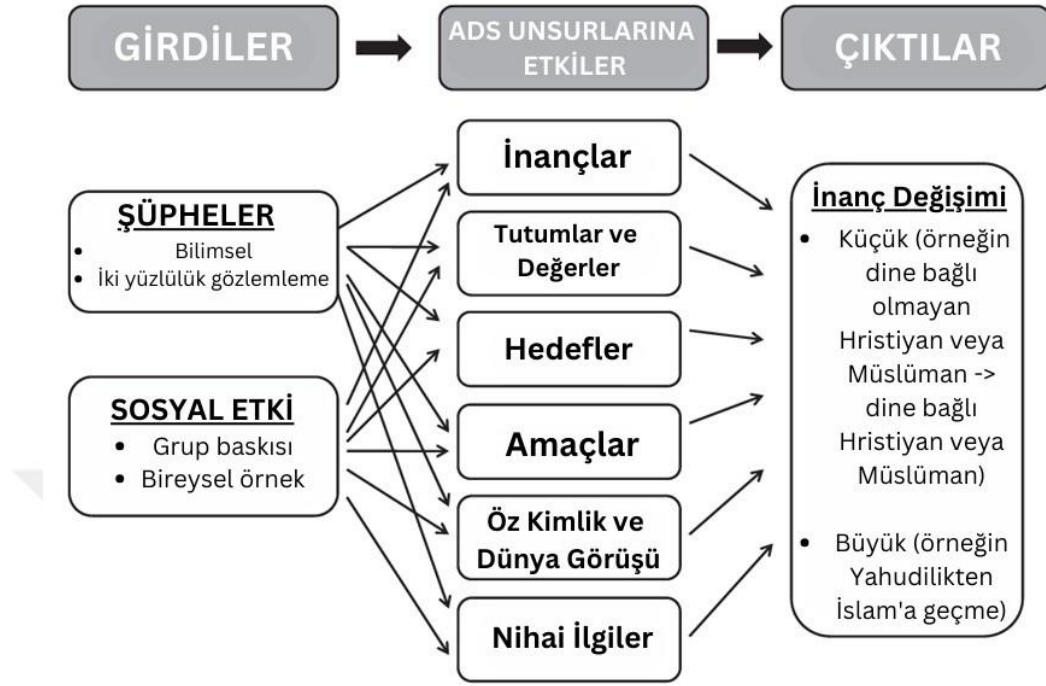 GİRDİLER
ADS UNSURLARINA
ETKİLER
ÇIKTILAR
ŞÜPHELER
• Bilimsel
• İki yüzlülük gözlemleme
SOSYAL ETKİ
• Grup baskısı
• Bireysel örnek
İnançlar
Tutumlar ve
Değerler
Hedefler
Amaçlar
Öz Kimlik ve
Dünya Görüşü
Nihai İlgiler
İnanç Değişimi
• Küçük (örneğin
dine bağlı
olmayan
Hristiyan veya
Müslüman ->
dine bağlı
Hristiyan veya
Müslüman)
• Büyük (örneğin
Yahudilikten
İslam'a geçme)